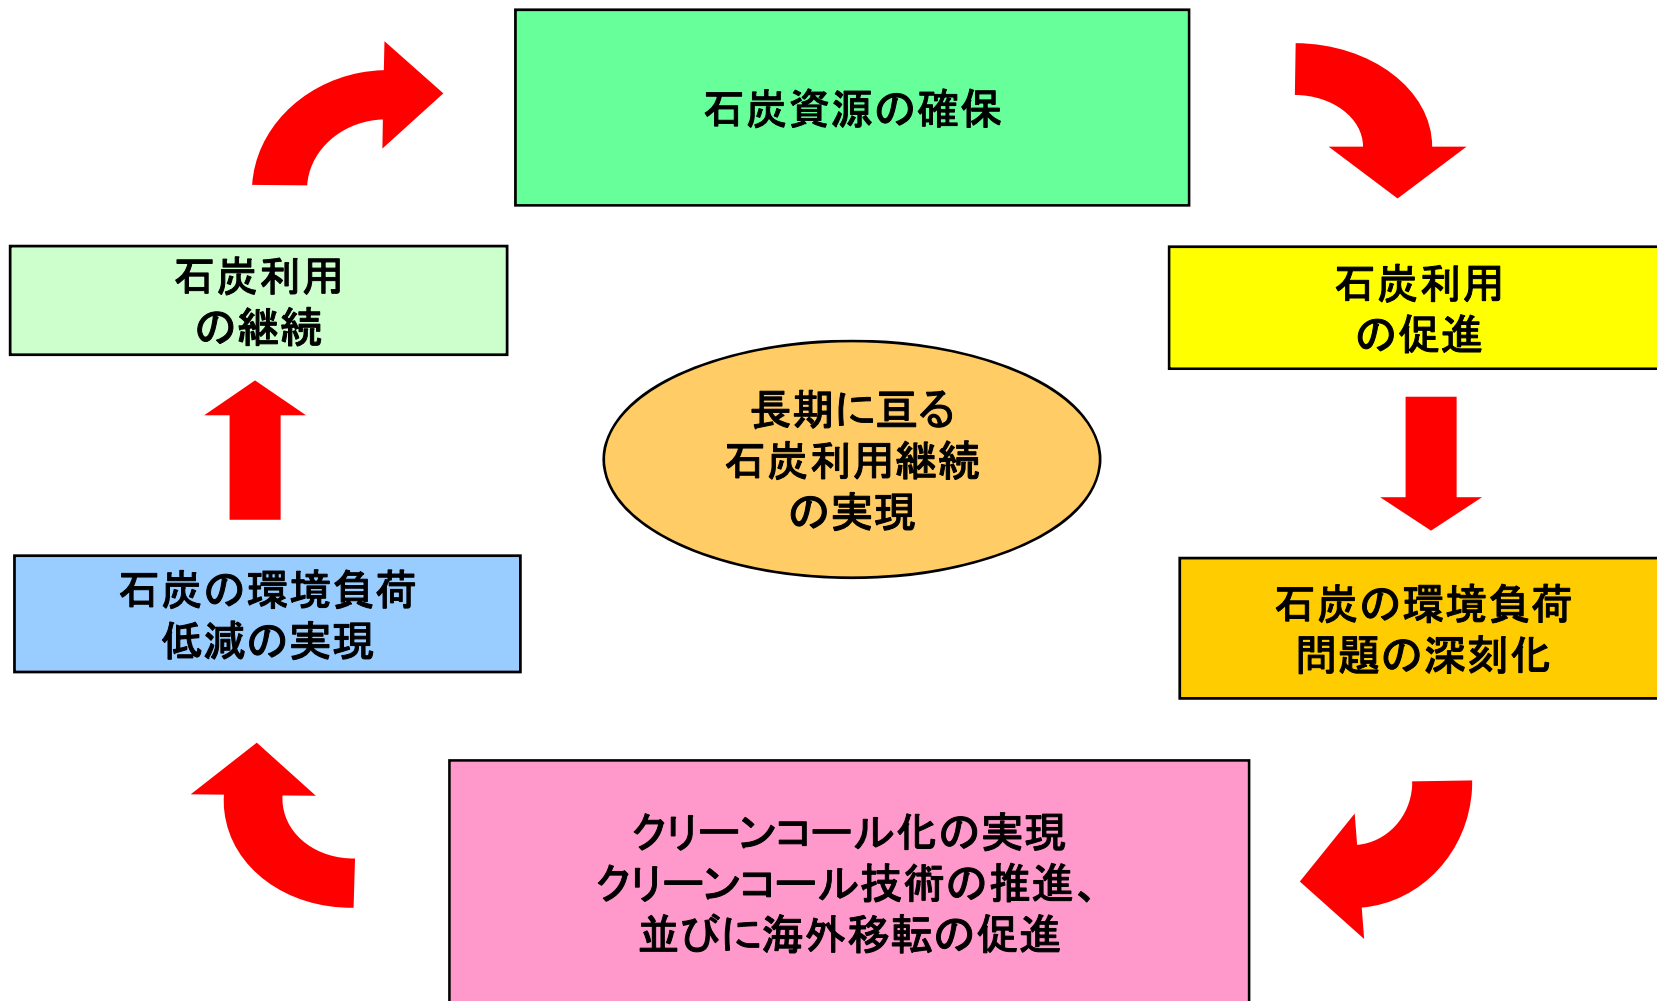 石炭資源の確保
石炭利用
の継続
石炭利用
の促進
長期に亘る
石炭利用継続
の実現
石炭の環境負荷
低減の実現
石炭の環境負荷
問題の深刻化
クリーンコール化の実現
クリーンコール技術の推進、
並びに海外移転の促進